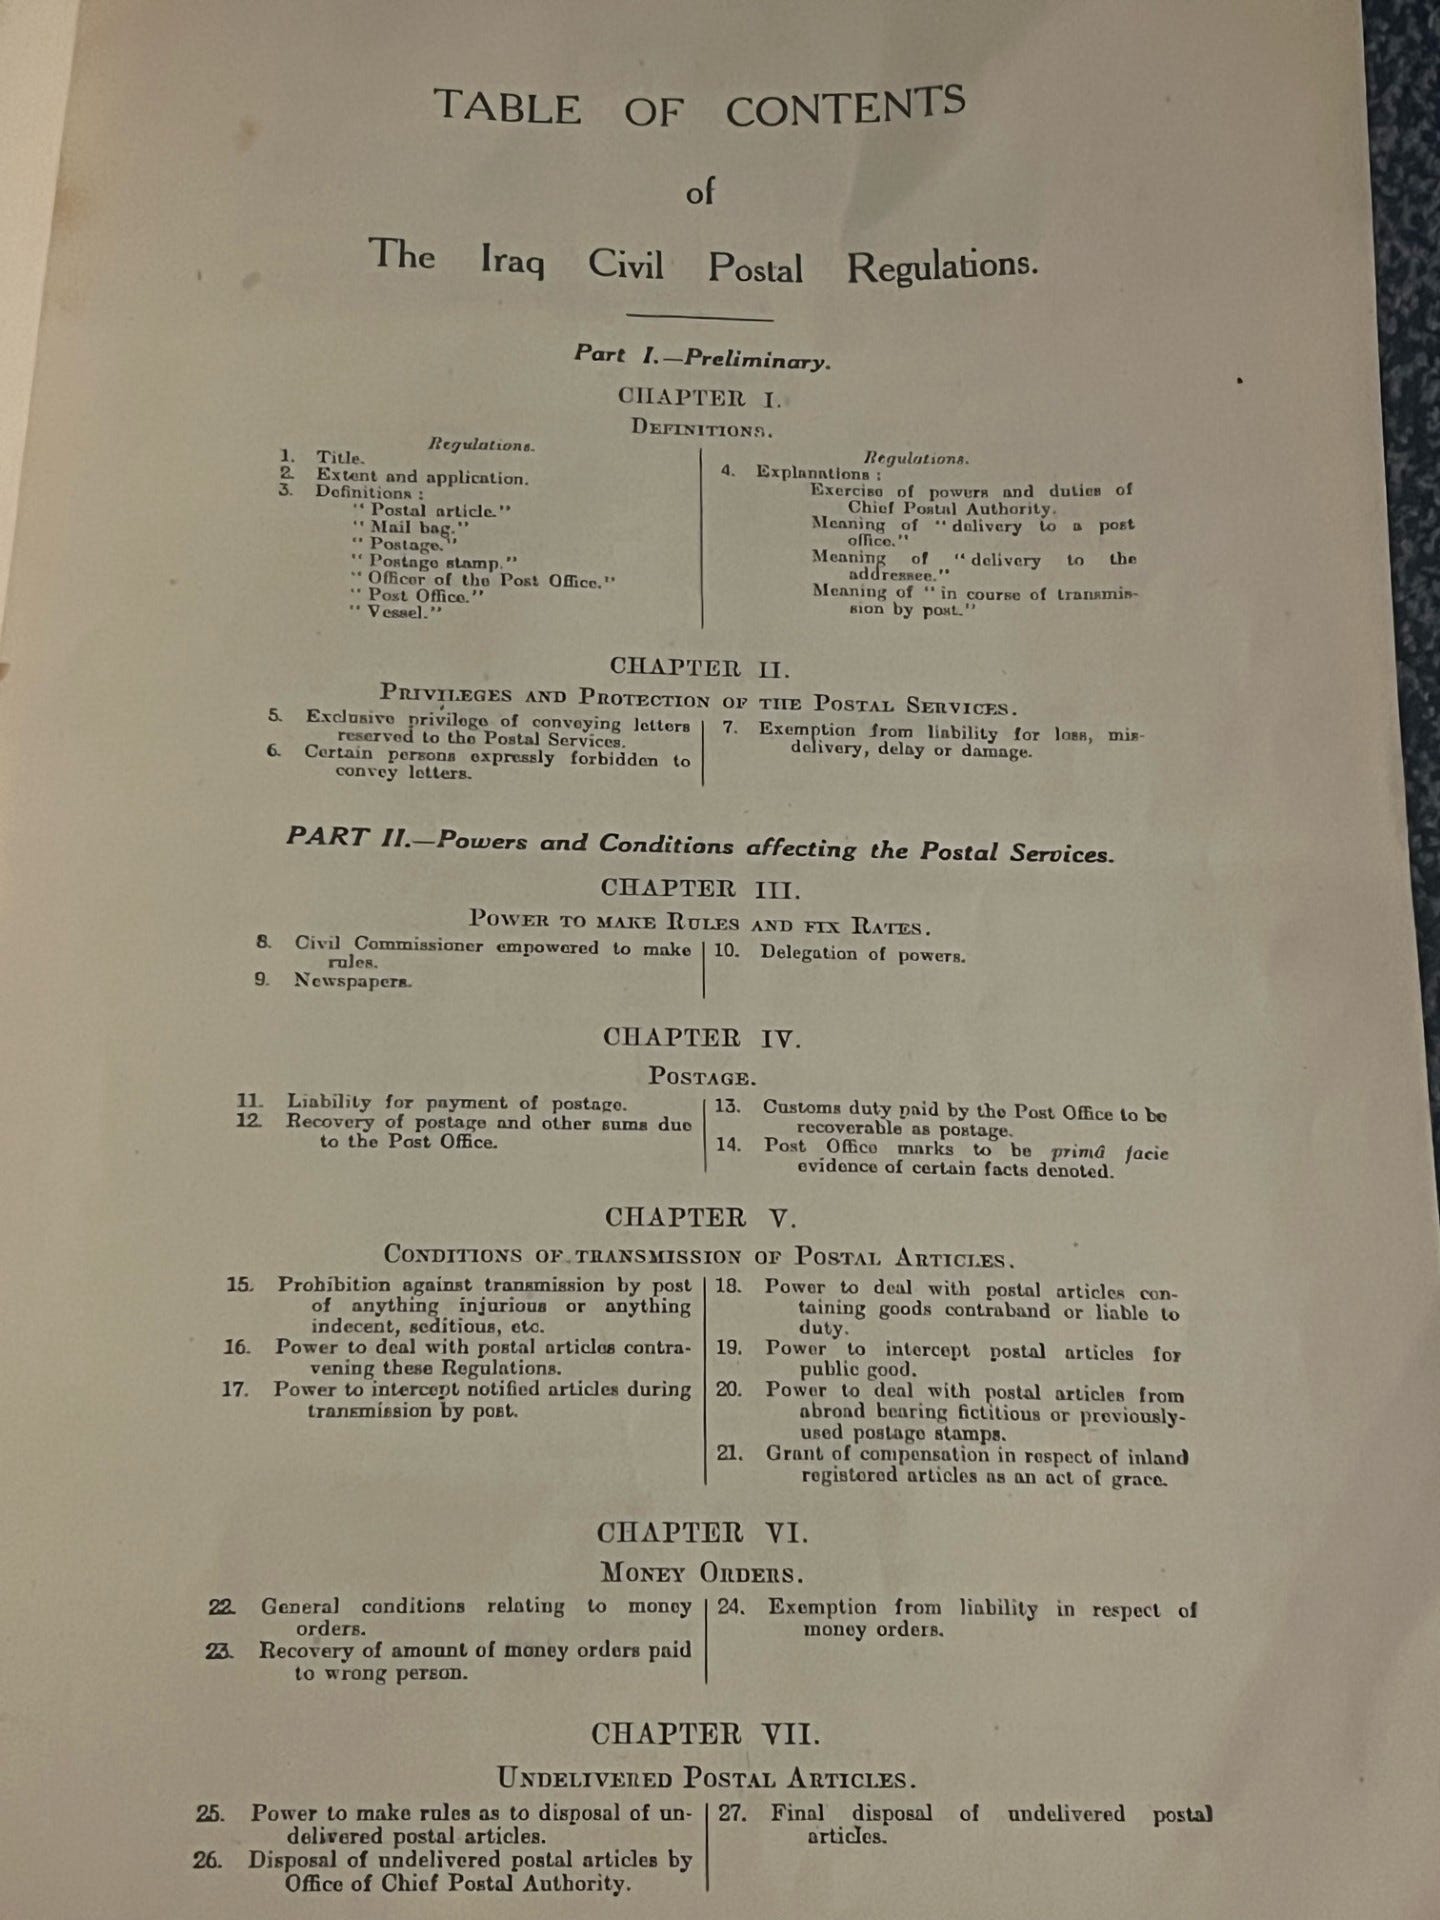 TABLE OF CONTENTS
of
The Iraq Civil Postal Regulations.
Part I.—Preliminary.
CHAPTER I.
DEFINITIONS.
Regulations.
1. Title.
2. Extent and application.
3. Definitions :
" Postal article."
" Mail bag."
" Postage."
" Postage stamp."
" Officer of the Post Office."
" Post Office."
" Vessel."
Regulations.
4. Explanations :
Exercise of powers and duties of
Chief Postal Authority.
Meaning of " delivery to a post
office."
Meaning of " delivery to the
addressee."
Meaning of " in course of transmis-
sion by post."
CHAPTER II.
PRIVILEGES AND PROTECTION OF THE POSTAL SERVICES.
5. Exclusive privilege of conveying letters
reserved to the Postal Services.
6. Certain persons expressly forbidden to
convey letters.
7. Exemption from liability for loss, mis-
delivery, delay or damage.
PART II.—Powers and Conditions affecting the Postal Services.
CHAPTER III.
POWER TO MAKE RULES AND FIX RATES.
8. Civil Commissioner empowered to make
rules.
9. Newspapers.
10. Delegation of powers.
CHAPTER IV.
POSTAGE.
11. Liability for payment of postage.
12. Recovery of postage and other sums due
to the Post Office.
13. Customs duty paid by the Post Office to be
recoverable as postage.
14. Post Office marks to be primâ facie
evidence of certain facts denoted.
CHAPTER V.
CONDITIONS OF TRANSMISSION OF POSTAL ARTICLES.
15. Prohibition against transmission by post
of anything injurious or anything
indecent, seditious, etc.
16. Power to deal with postal articles contra-
vening these Regulations.
17. Power to intercept notified articles during
transmission by post.
18. Power to deal with postal articles con-
taining goods contraband or liable to
duty.
19. Power to intercept postal articles for
public good.
20. Power to deal with postal articles from
abroad bearing fictitious or previously-
used postage stamps.
21. Grant of compensation in respect of inland
registered articles as an act of grace.
CHAPTER VI.
MONEY ORDERS.
22. General conditions relating to money
orders.
23. Recovery of amount of money orders paid
to wrong person.
24. Exemption from liability in respect of
money orders.
CHAPTER VII.
UNDELIVERED POSTAL ARTICLES.
25. Power to make rules as to disposal of un-
delivered postal articles.
26. Disposal of undelivered postal articles by
Office of Chief Postal Authority.
27. Final disposal of undelivered postal
articles.